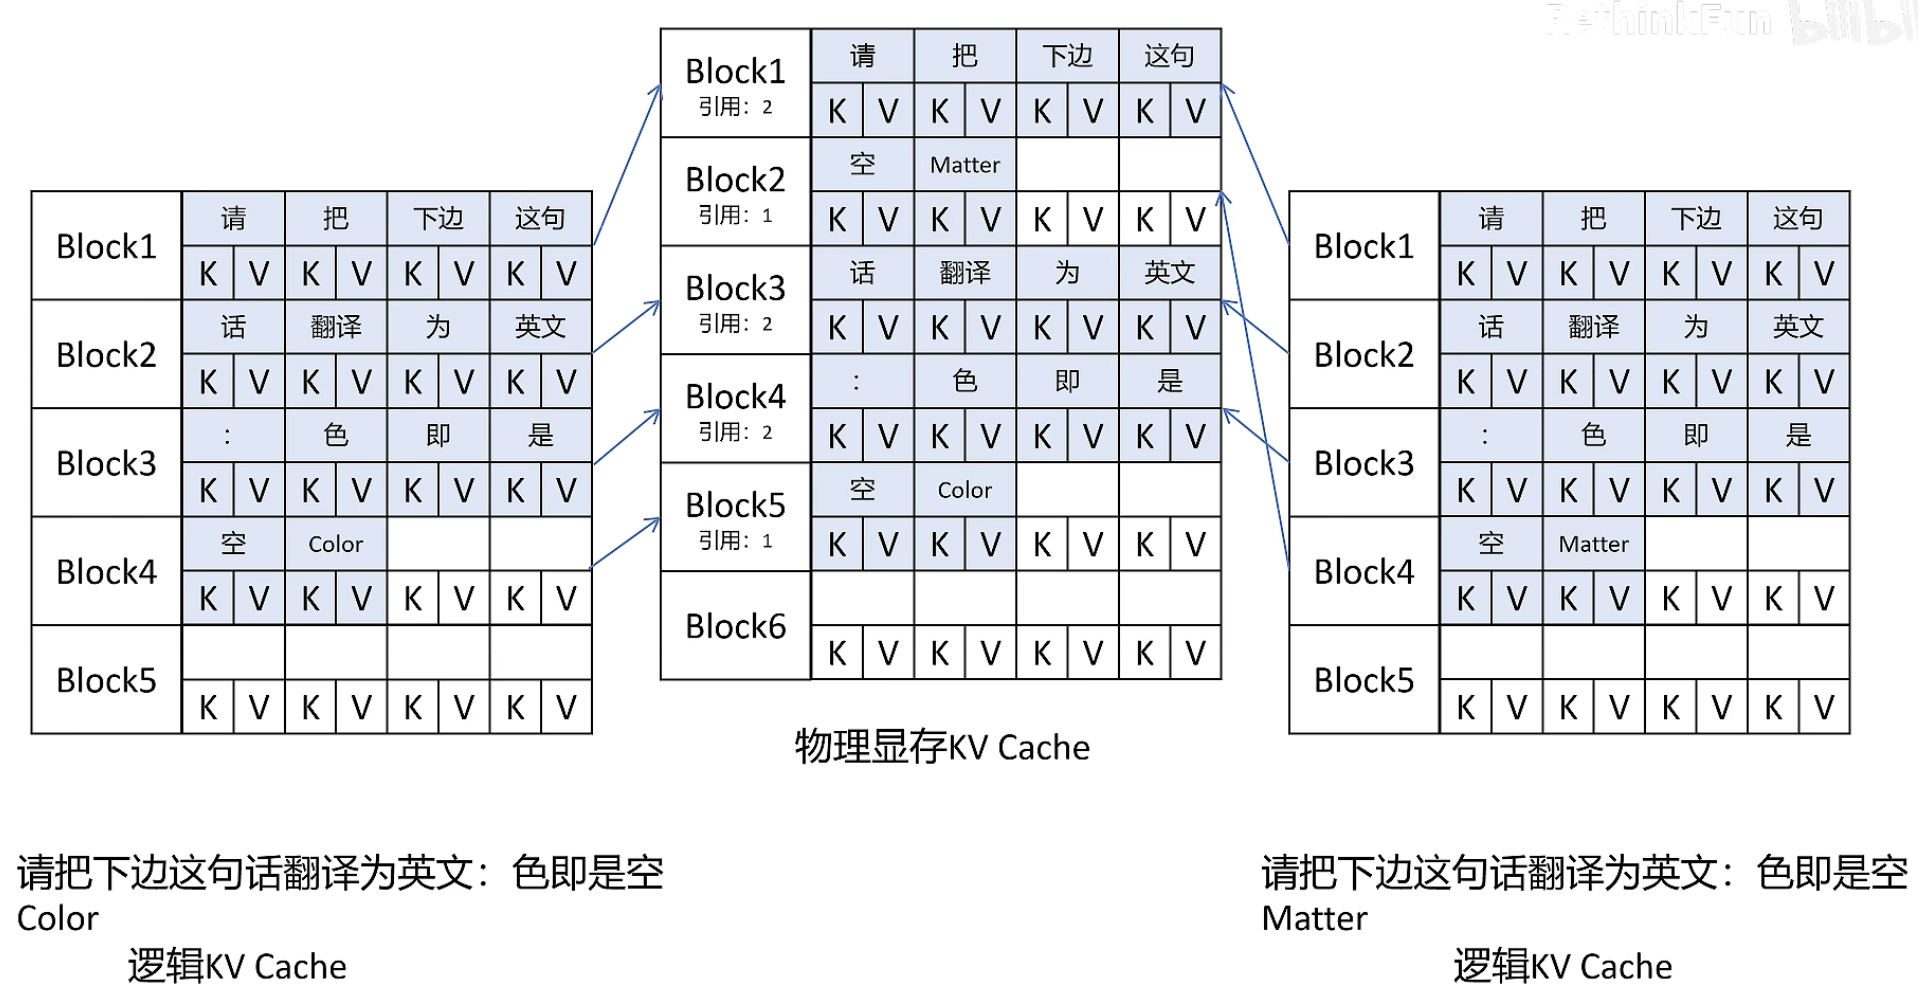 RethinkFun bilibili
Block1
请 把 下边 这句
K V K V K V K V
Block2
话 翻译 为 英文
K V K V K V K V
Block3
: 色 即 是
K V K V K V K V
Block4
空 Color
K V K V K V K V
Block5
K V K V K V K V
请把下边这句话翻译为英文：色即是空
Color
逻辑KV Cache
Block1
引用：2
请 把 下边 这句
K V K V K V K V
Block2
引用：1
空 Matter
K V K V K V K V
Block3
引用：2
话 翻译 为 英文
K V K V K V K V
Block4
引用：2
: 色 即 是
K V K V K V K V
Block5
引用：1
空 Color
K V K V K V K V
Block6
K V K V K V K V
物理显存KV Cache
Block1
请 把 下边 这句
K V K V K V K V
Block2
话 翻译 为 英文
K V K V K V K V
Block3
: 色 即 是
K V K V K V K V
Block4
空 Matter
K V K V K V K V
Block5
K V K V K V K V
请把下边这句话翻译为英文：色即是空
Matter
逻辑KV Cache